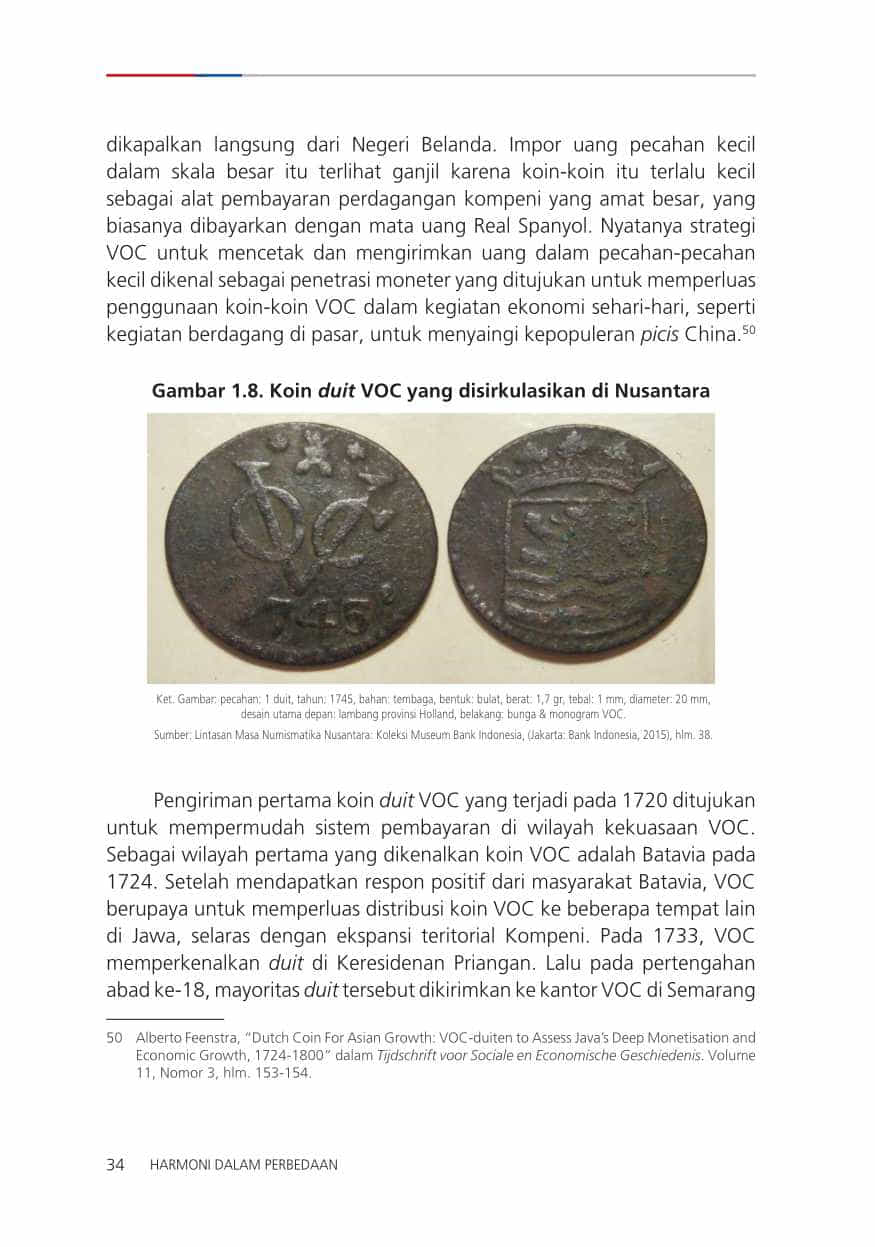 dikapalkan langsung dari Negeri Belanda. Impor uang pecahan kecil
dalam skala besar itu terlihat ganjil karena koin-koin itu terlalu kecil
sebagai alat pembayaran perdagangan kompeni yang amat besar, yang
biasanya dibayarkan dengan mata uang Real Spanyol. Nyatanya strategi
VOC untuk mencetak dan mengirimkan uang dalam pecahan-pecahan
kecil dikenal sebagai penetrasi moneter yang ditujukan untuk memperluas
penggunaan koin-koin VOC dalam kegiatan ekonomi sehari-hari, seperti
kegiatan berdagang di pasar, untuk menyaingi kepopuleran picis China.50
Gambar 1.8. Koin duit VOC yang disirkulasikan di Nusantara
VOC
1745
Ket. Gambar: pecahan: 1 duit, tahun: 1745, bahan: tembaga, bentuk: bulat, berat: 1,7 gr, tebal: 1 mm, diameter: 20 mm,
desain utama depan: lambang provinsi Holland, belakang: bunga & monogram VOC.
Sumber: Lintasan Masa Numismatika Nusantara: Koleksi Museum Bank Indonesia, (Jakarta: Bank Indonesia, 2015), hlm. 38.
Pengiriman pertama koin duit VOC yang terjadi pada 1720 ditujukan
untuk mempermudah sistem pembayaran di wilayah kekuasaan VOC.
Sebagai wilayah pertama yang dikenalkan koin VOC adalah Batavia pada
1724. Setelah mendapatkan respon positif dari masyarakat Batavia, VOC
berupaya untuk memperluas distribusi koin VOC ke beberapa tempat lain
di Jawa, selaras dengan ekspansi teritorial Kompeni. Pada 1733, VOC
memperkenalkan duit di Keresidenan Priangan. Lalu pada pertengahan
abad ke-18, mayoritas duit tersebut dikirimkan ke kantor VOC di Semarang
50 Alberto Feenstra, “Dutch Coin For Asian Growth: VOC-duiten to Assess Java’s Deep Monetisation and
Economic Growth, 1724-1800” dalam Tijdschrift voor Sociale en Economische Geschiedenis. Volume
11, Nomor 3, hlm. 153-154.
34 HARMONI DALAM PERBEDAAN